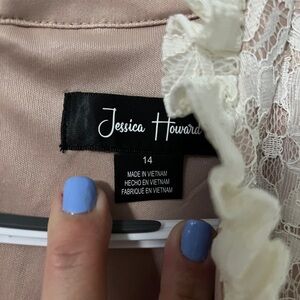 Jessica Howard
14
MADE IN VIETNAM
HECHO EN VIETNAM
FABRIQUE EN VIETNAM